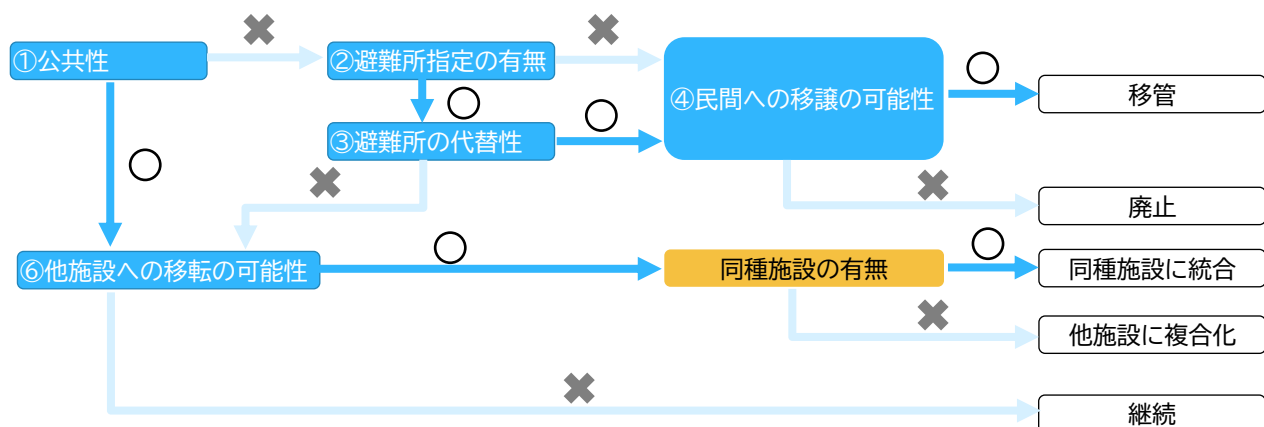 ①公共性
②避難所指定の有無
③避難所の代替性
④民間への移譲の可能性
移管
廃止
⑥他施設への移転の可能性
同種施設の有無
同種施設に統合
他施設に複合化
継続